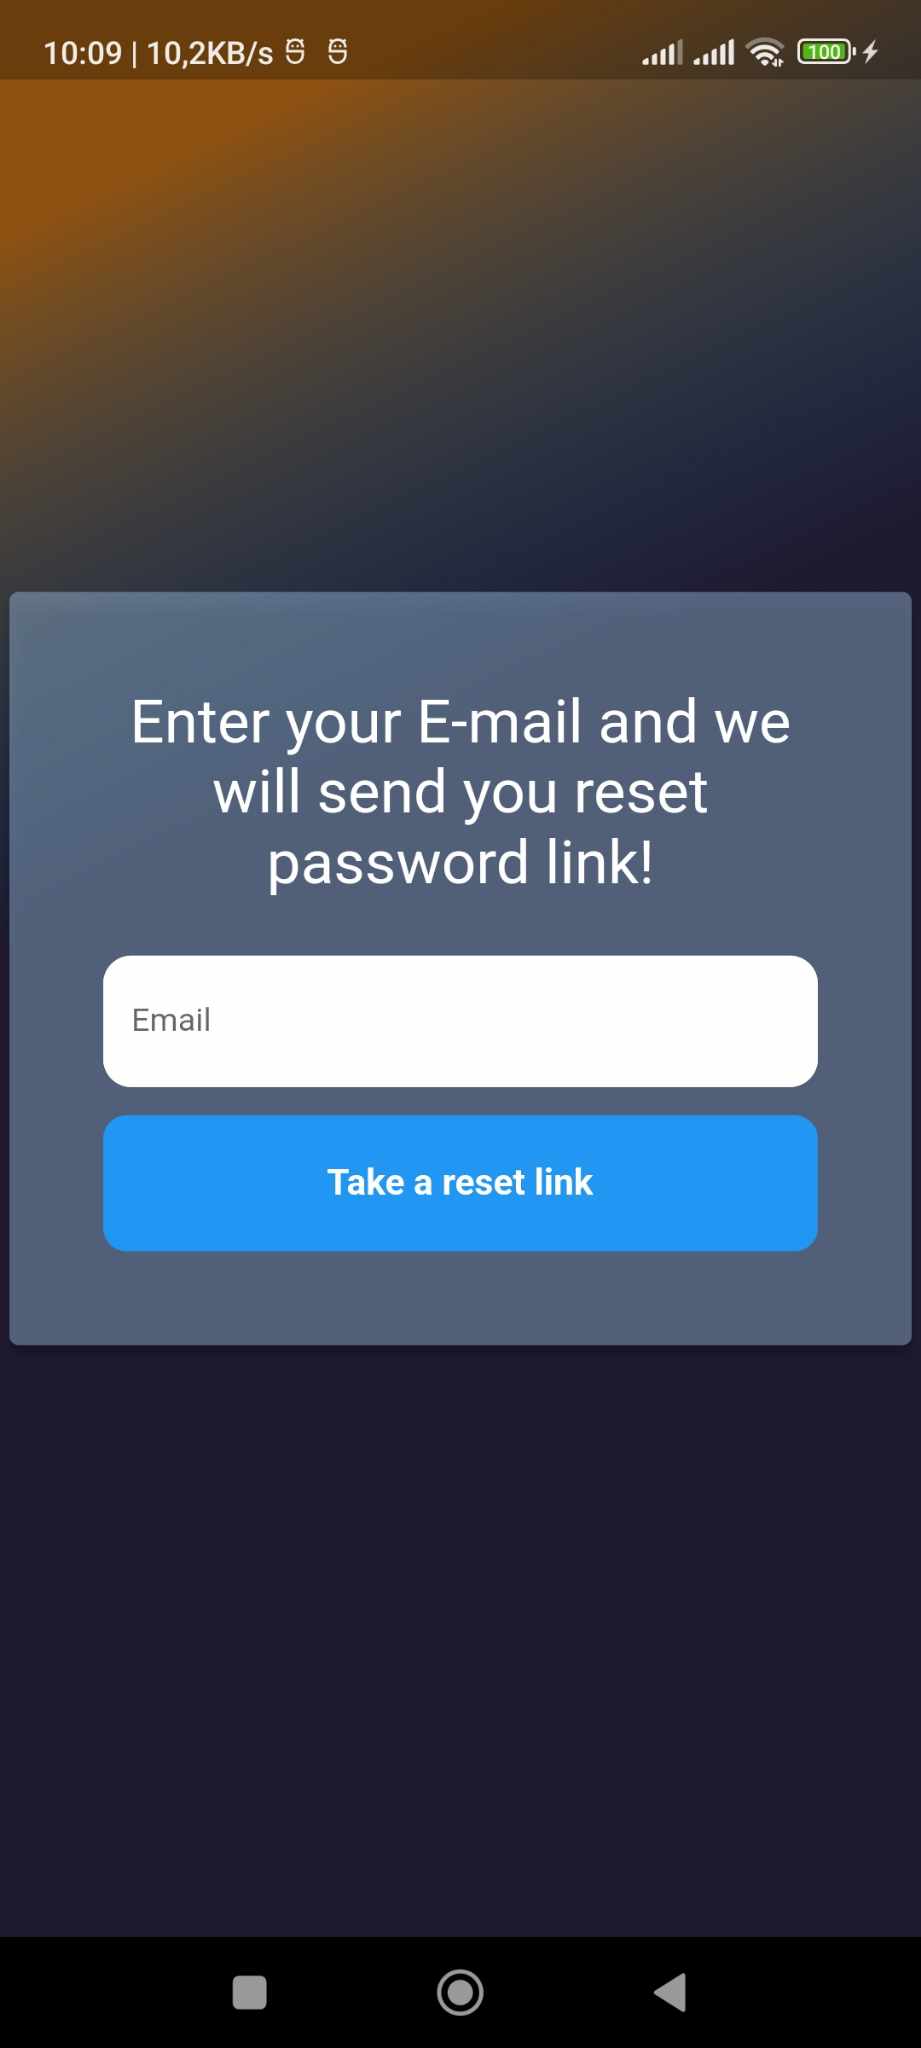 10:09 | 10,2KB/s
100
Enter your E-mail and we
will send you reset
password link!
Email
Take a reset link